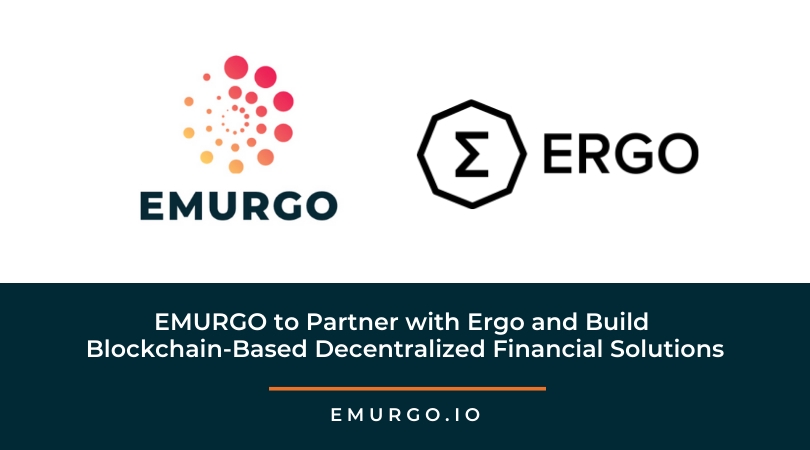 EMURGO
Σ ERGO
EMURGO to Partner with Ergo and Build
Blockchain-Based Decentralized Financial Solutions
EMURGO.IO